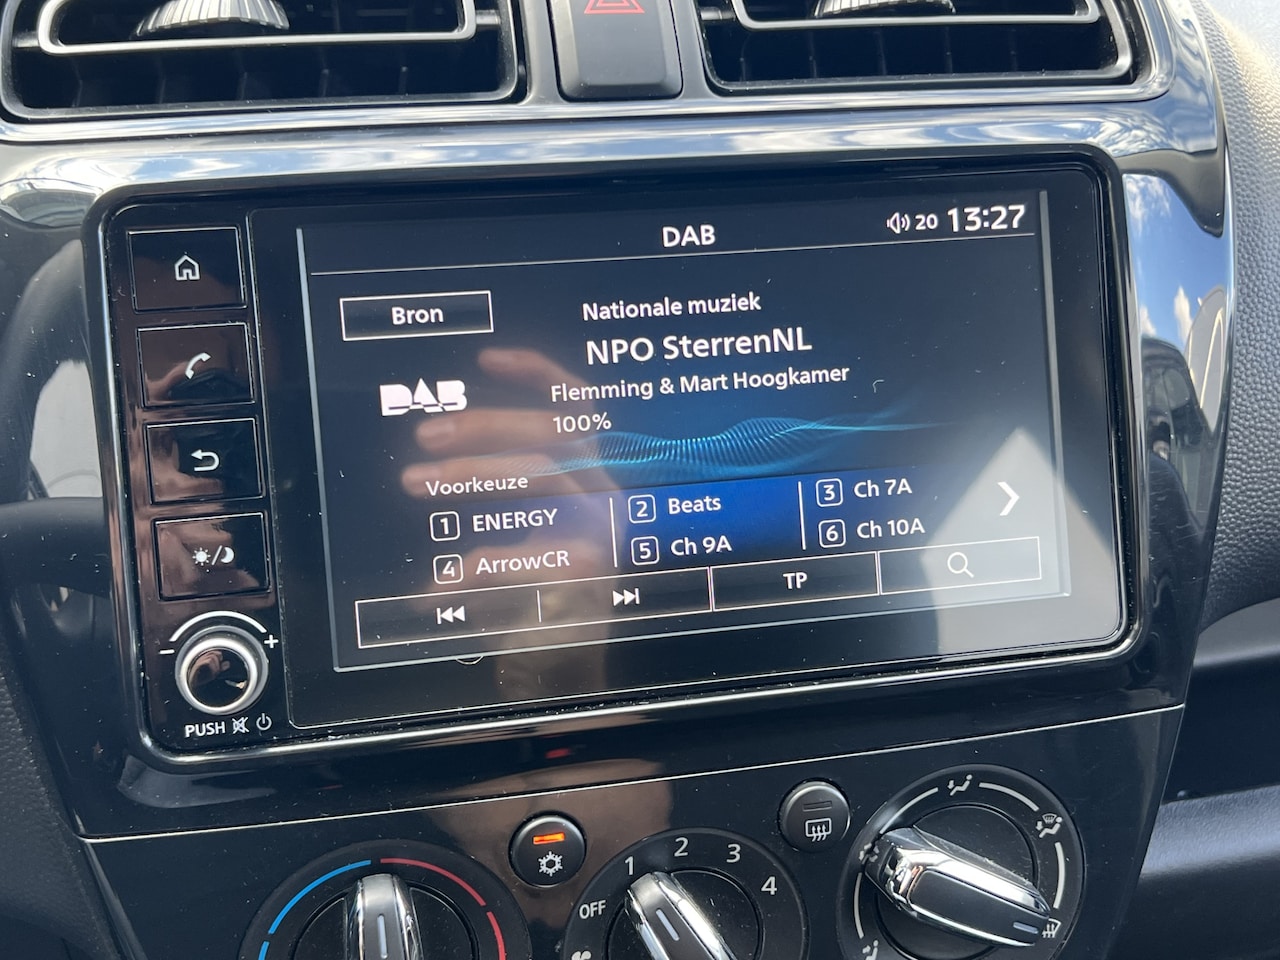 DAB
20 13:27
Bron
Nationale muziek
NPO SterrenNL
DAB
Flemming & Mart Hoogkamer
100%
Voorkeuze
1 ENERGY
2 Beats
3 Ch 7A
4 ArrowCR
5 Ch 9A
6 Ch 10A
TP
- +
PUSH
OFF 1 2 3 4